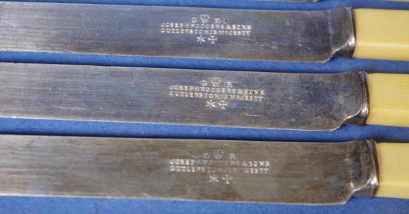 G R
JOSEPH RODGERS & SONS
CUTLERS TO HIS MAJESTY
G R
JOSEPH RODGERS & SONS
CUTLERS TO HIS MAJESTY
G R
JOSEPH RODGERS & SONS
CUTLERS TO HIS MAJESTY